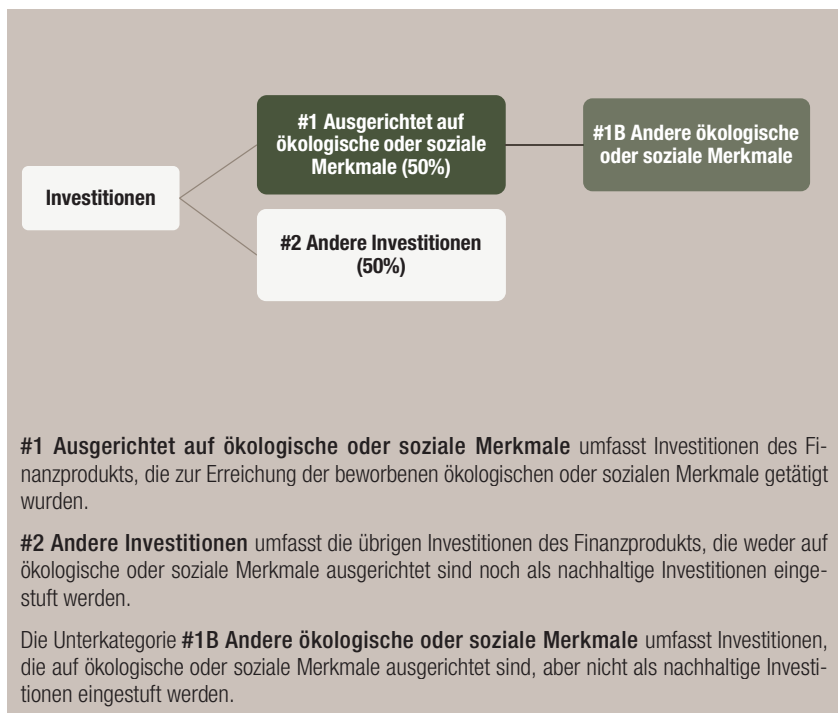 #1 Ausgerichtet auf
ökologische oder soziale
Merkmale (50%)
#1B Andere ökologische
oder soziale Merkmale
Investitionen
#2 Andere Investitionen
(50%)
#1 Ausgerichtet auf ökologische oder soziale Merkmale umfasst Investitionen des Fi-
nanzprodukts, die zur Erreichung der beworbenen ökologischen oder sozialen Merkmale getätigt
wurden.
#2 Andere Investitionen umfasst die übrigen Investitionen des Finanzprodukts, die weder auf
ökologische oder soziale Merkmale ausgerichtet sind noch als nachhaltige Investitionen einge-
stuft werden.
Die Unterkategorie #1B Andere ökologische oder soziale Merkmale umfasst Investitionen,
die auf ökologische oder soziale Merkmale ausgerichtet sind, aber nicht als nachhaltige Investi-
tionen eingestuft werden.